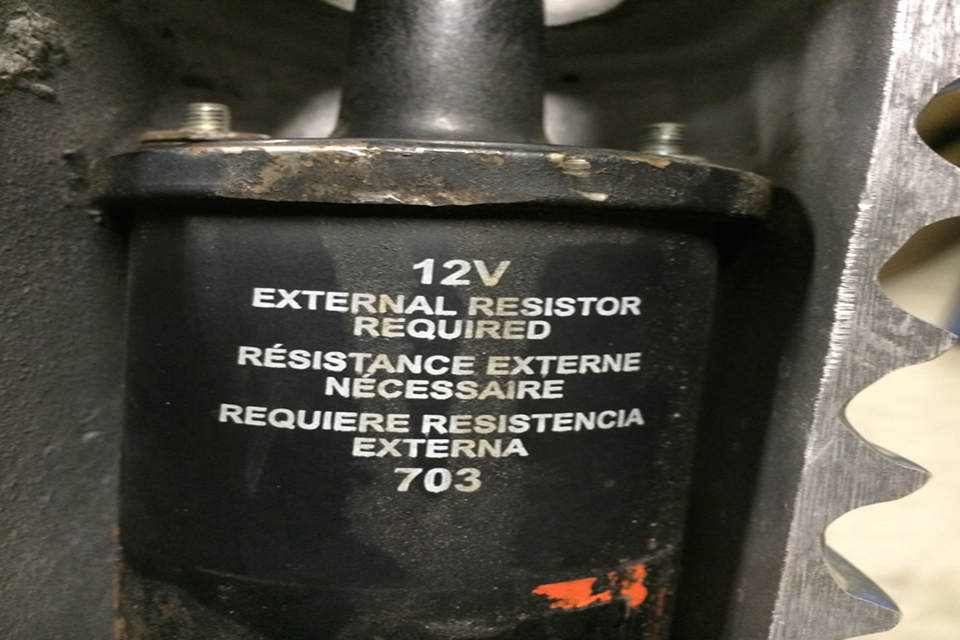 12V
EXTERNAL RESISTOR
REQUIRED
RÉSISTANCE EXTERNE
NÉCESSAIRE
REQUIERE RESISTENCIA
EXTERNA
703